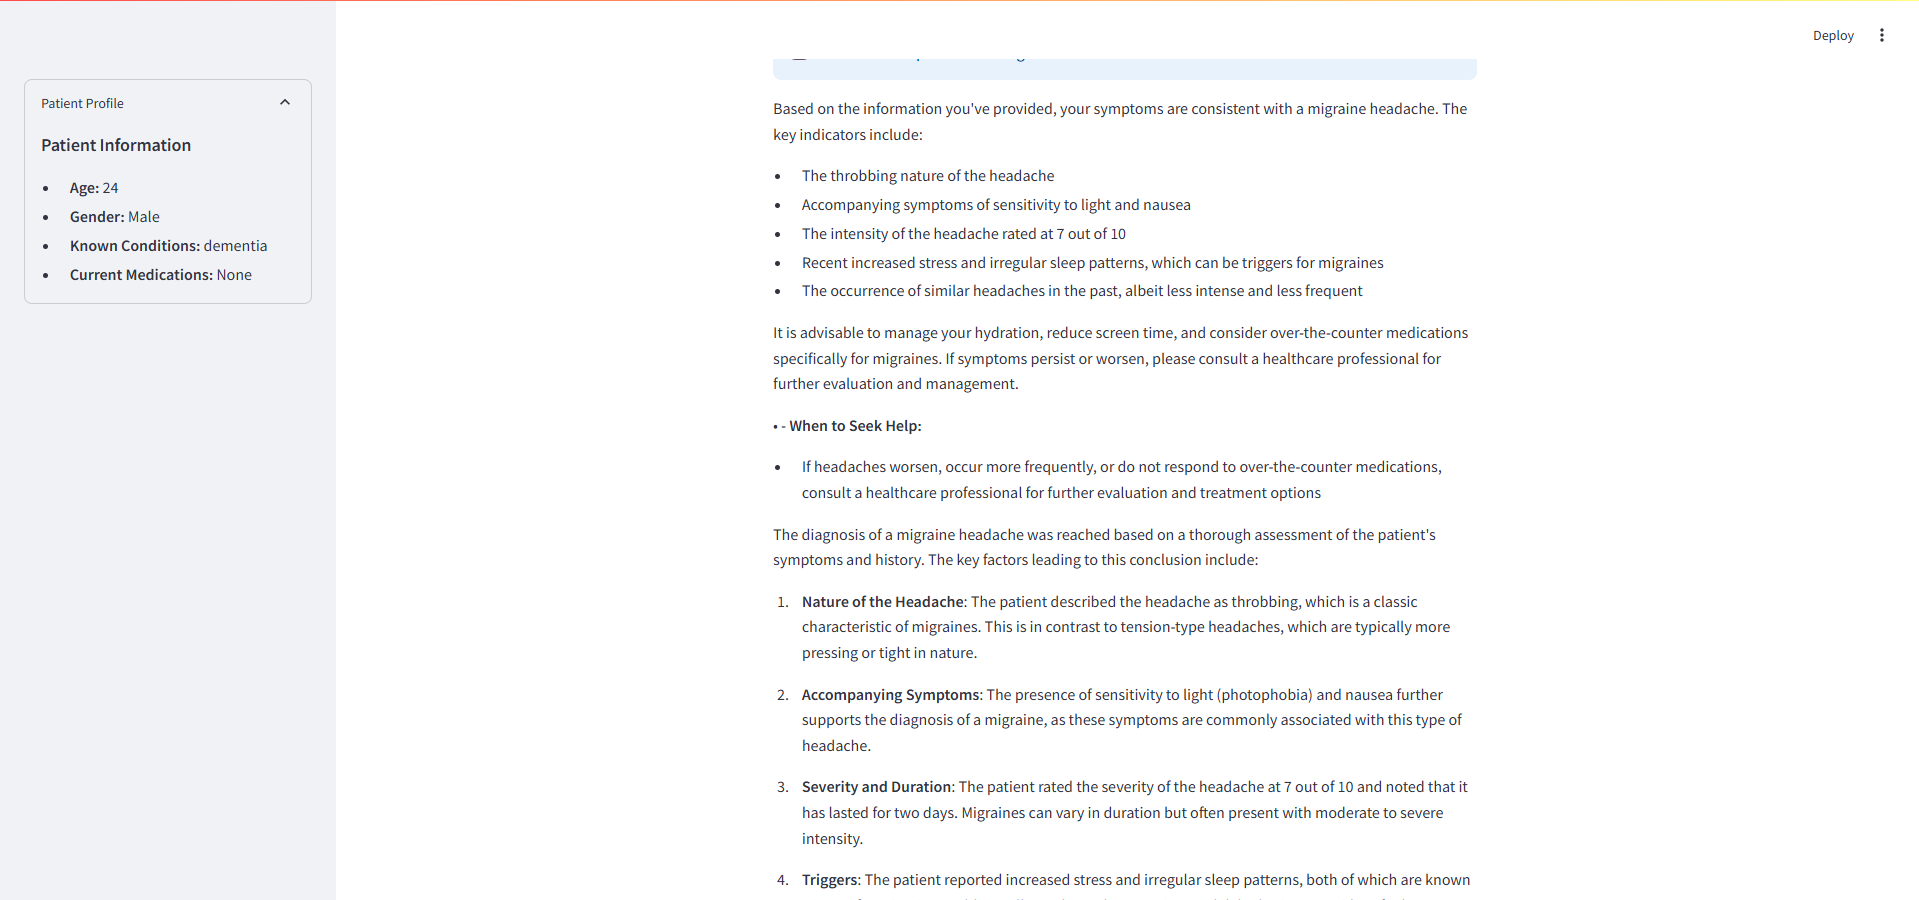 Deploy
Patient Profile
Patient Information
• Age: 24
• Gender: Male
• Known Conditions: dementia
• Current Medications: None
Based on the information you've provided, your symptoms are consistent with a migraine headache. The
key indicators include:
• The throbbing nature of the headache
• Accompanying symptoms of sensitivity to light and nausea
• The intensity of the headache rated at 7 out of 10
• Recent increased stress and irregular sleep patterns, which can be triggers for migraines
• The occurrence of similar headaches in the past, albeit less intense and less frequent
It is advisable to manage your hydration, reduce screen time, and consider over-the-counter medications
specifically for migraines. If symptoms persist or worsen, please consult a healthcare professional for
further evaluation and management.
• - When to Seek Help:
• If headaches worsen, occur more frequently, or do not respond to over-the-counter medications,
consult a healthcare professional for further evaluation and treatment options
The diagnosis of a migraine headache was reached based on a thorough assessment of the patient's
symptoms and history. The key factors leading to this conclusion include:
1. Nature of the Headache: The patient described the headache as throbbing, which is a classic
characteristic of migraines. This is in contrast to tension-type headaches, which are typically more
pressing or tight in nature.
2. Accompanying Symptoms: The presence of sensitivity to light (photophobia) and nausea further
supports the diagnosis of a migraine, as these symptoms are commonly associated with this type of
headache.
3. Severity and Duration: The patient rated the severity of the headache at 7 out of 10 and noted that it
has lasted for two days. Migraines can vary in duration but often present with moderate to severe
intensity.
4. Triggers: The patient reported increased stress and irregular sleep patterns, both of which are known